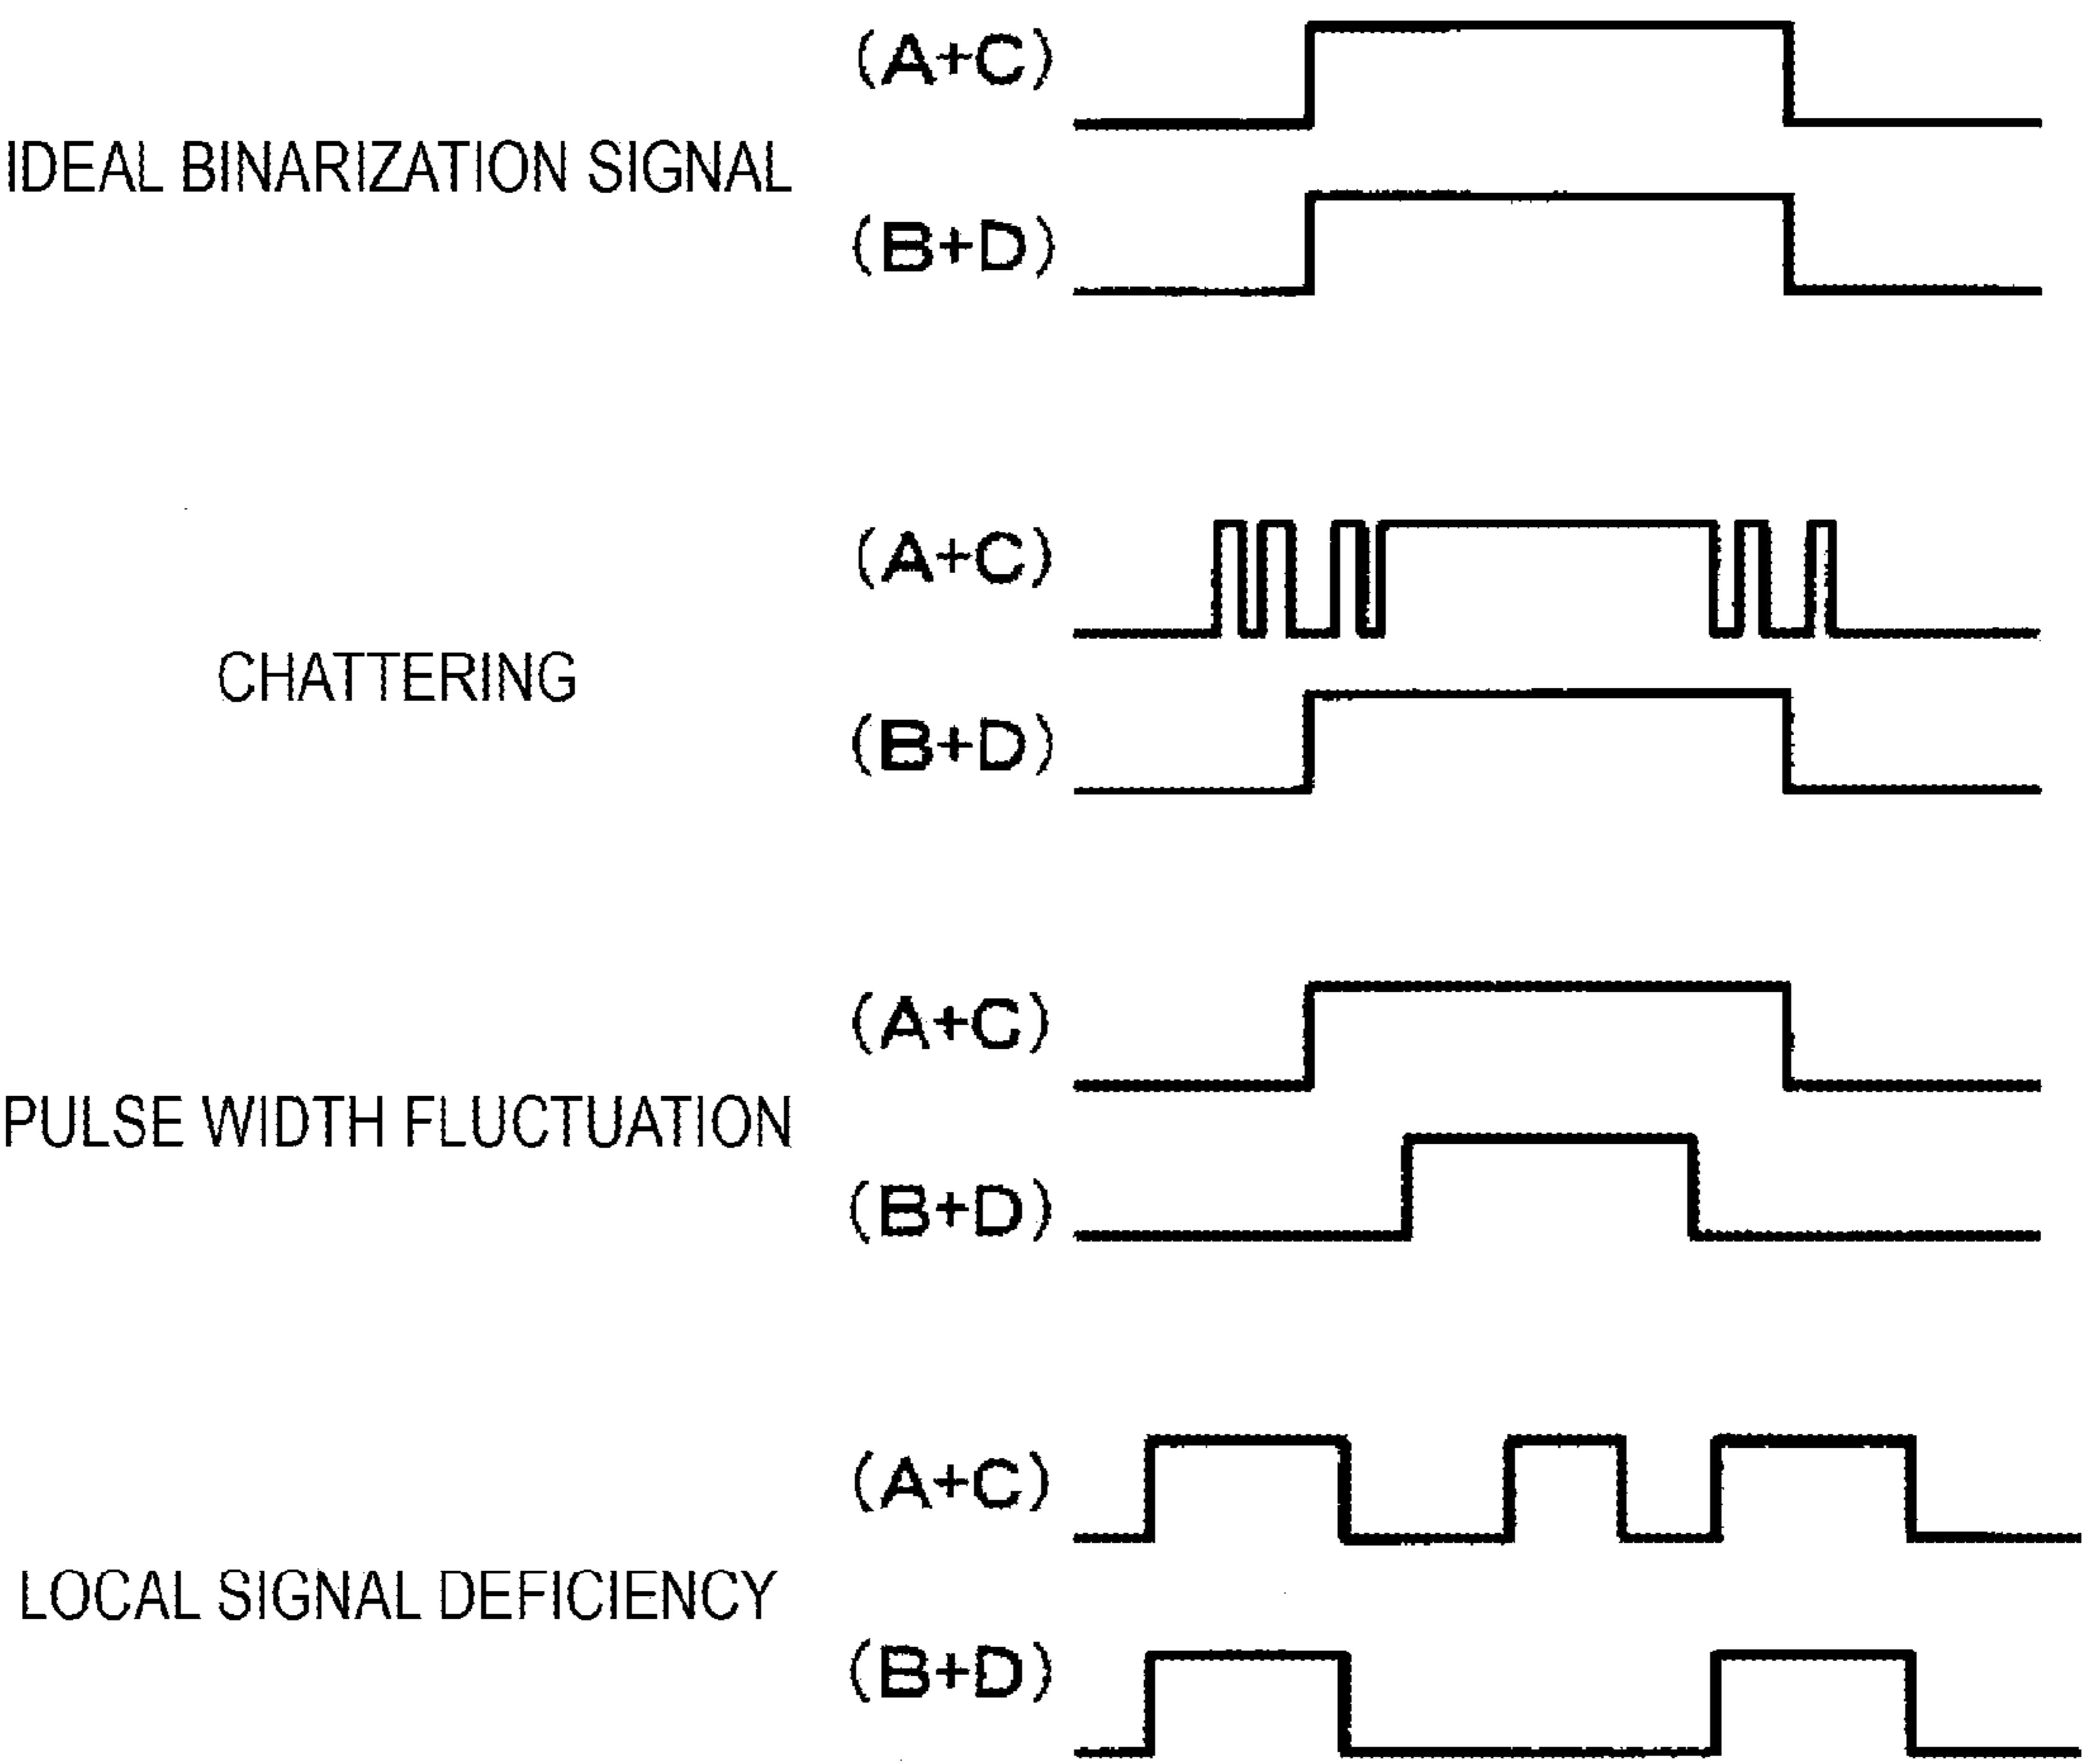 (A+C)
IDEAL BINARIZATION SIGNAL
(B+D)
(A+C)
CHATTERING
(B+D)
(A+C)
PULSE WIDTH FLUCTUATION
(B+D)
(A+C)
LOCAL SIGNAL DEFICIENCY
(B+D)